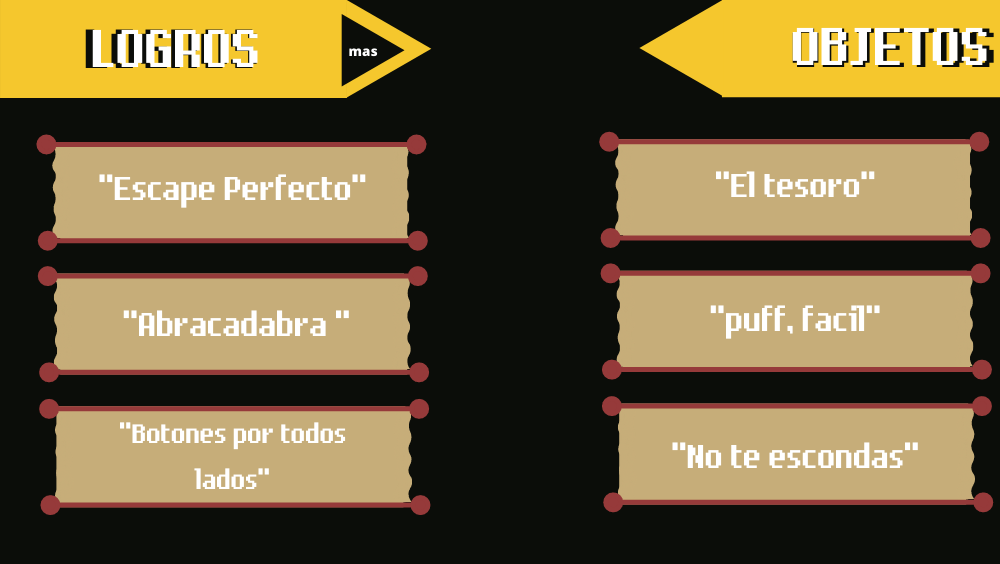 LOGROS
mas
"Escape Perfecto"
"Abracadabra "
"Botones por todos
lados"
OBJETOS
"El tesoro"
"puff, facil"
"No te escondas"